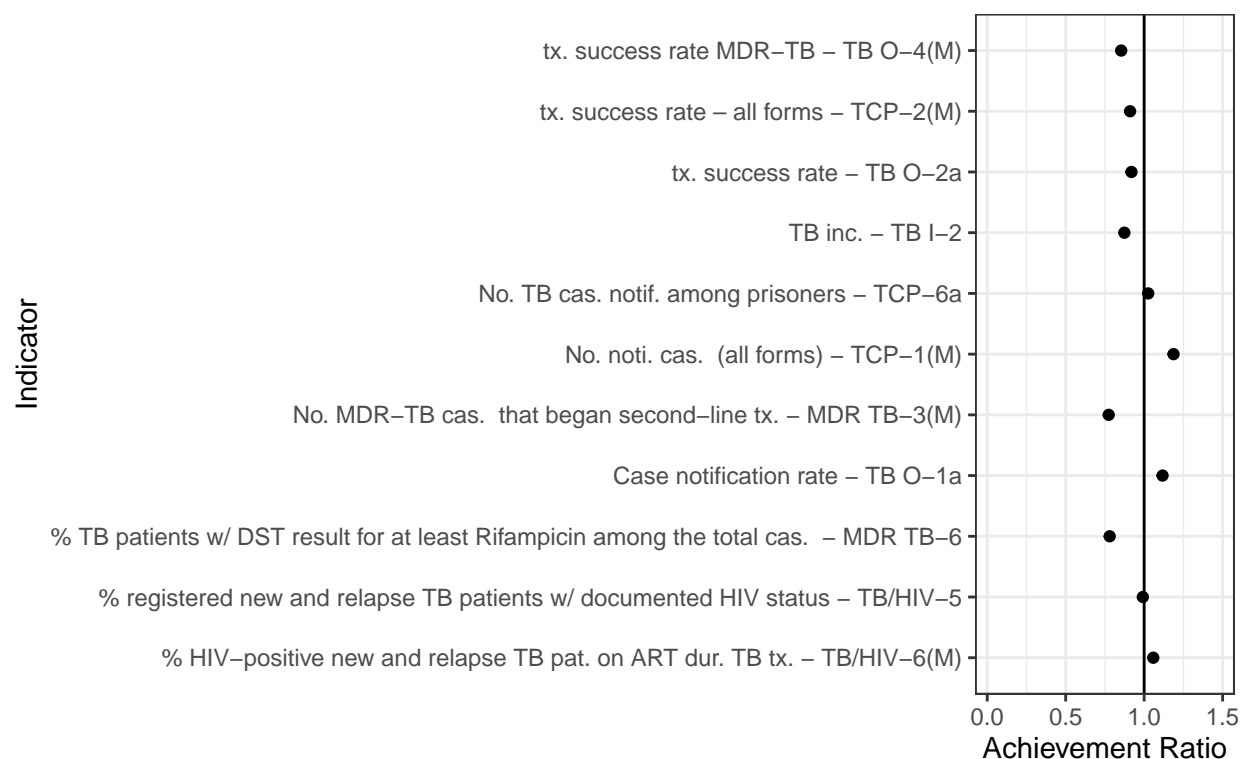 tx. success rate MDR−TB − TB O−4(M)
tx. success rate – all forms − TCP−2(M)
tx. success rate − TB O−2a
TB inc. − TB I−2
No. TB cas. notif. among prisoners − TCP−6a
No. noti. cas.  (all forms) − TCP−1(M)
No. MDR−TB cas.  that began second−line tx. − MDR TB−3(M)
Case notification rate − TB O−1a
% TB patients w/ DST result for at least Rifampicin among the total cas.  − MDR TB−6
% registered new and relapse TB patients w/ documented HIV status − TB/HIV−5
% HIV−positive new and relapse TB pat. on ART dur. TB tx. − TB/HIV−6(M)
Indicator
0.0 0.5 1.0 1.5
Achievement Ratio